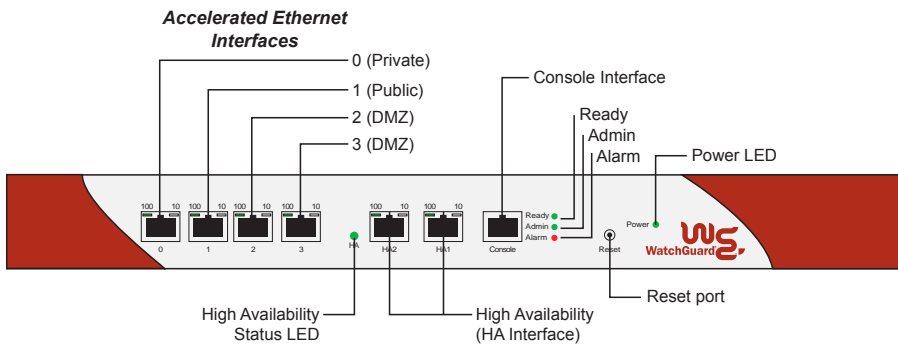 Accelerated Ethernet
Interfaces
0 (Private)
1 (Public)
2 (DMZ)
3 (DMZ)
Console Interface
Ready
Admin
Alarm
Power LED
100 10
100 10
100 10
100 10
100 10
100 10
0
1
2
3
HA
HA2
HA1
Console
Ready
Admin
Alarm
Reset
Power
WG
WatchGuard
High Availability
Status LED
High Availability
(HA Interface)
Reset port